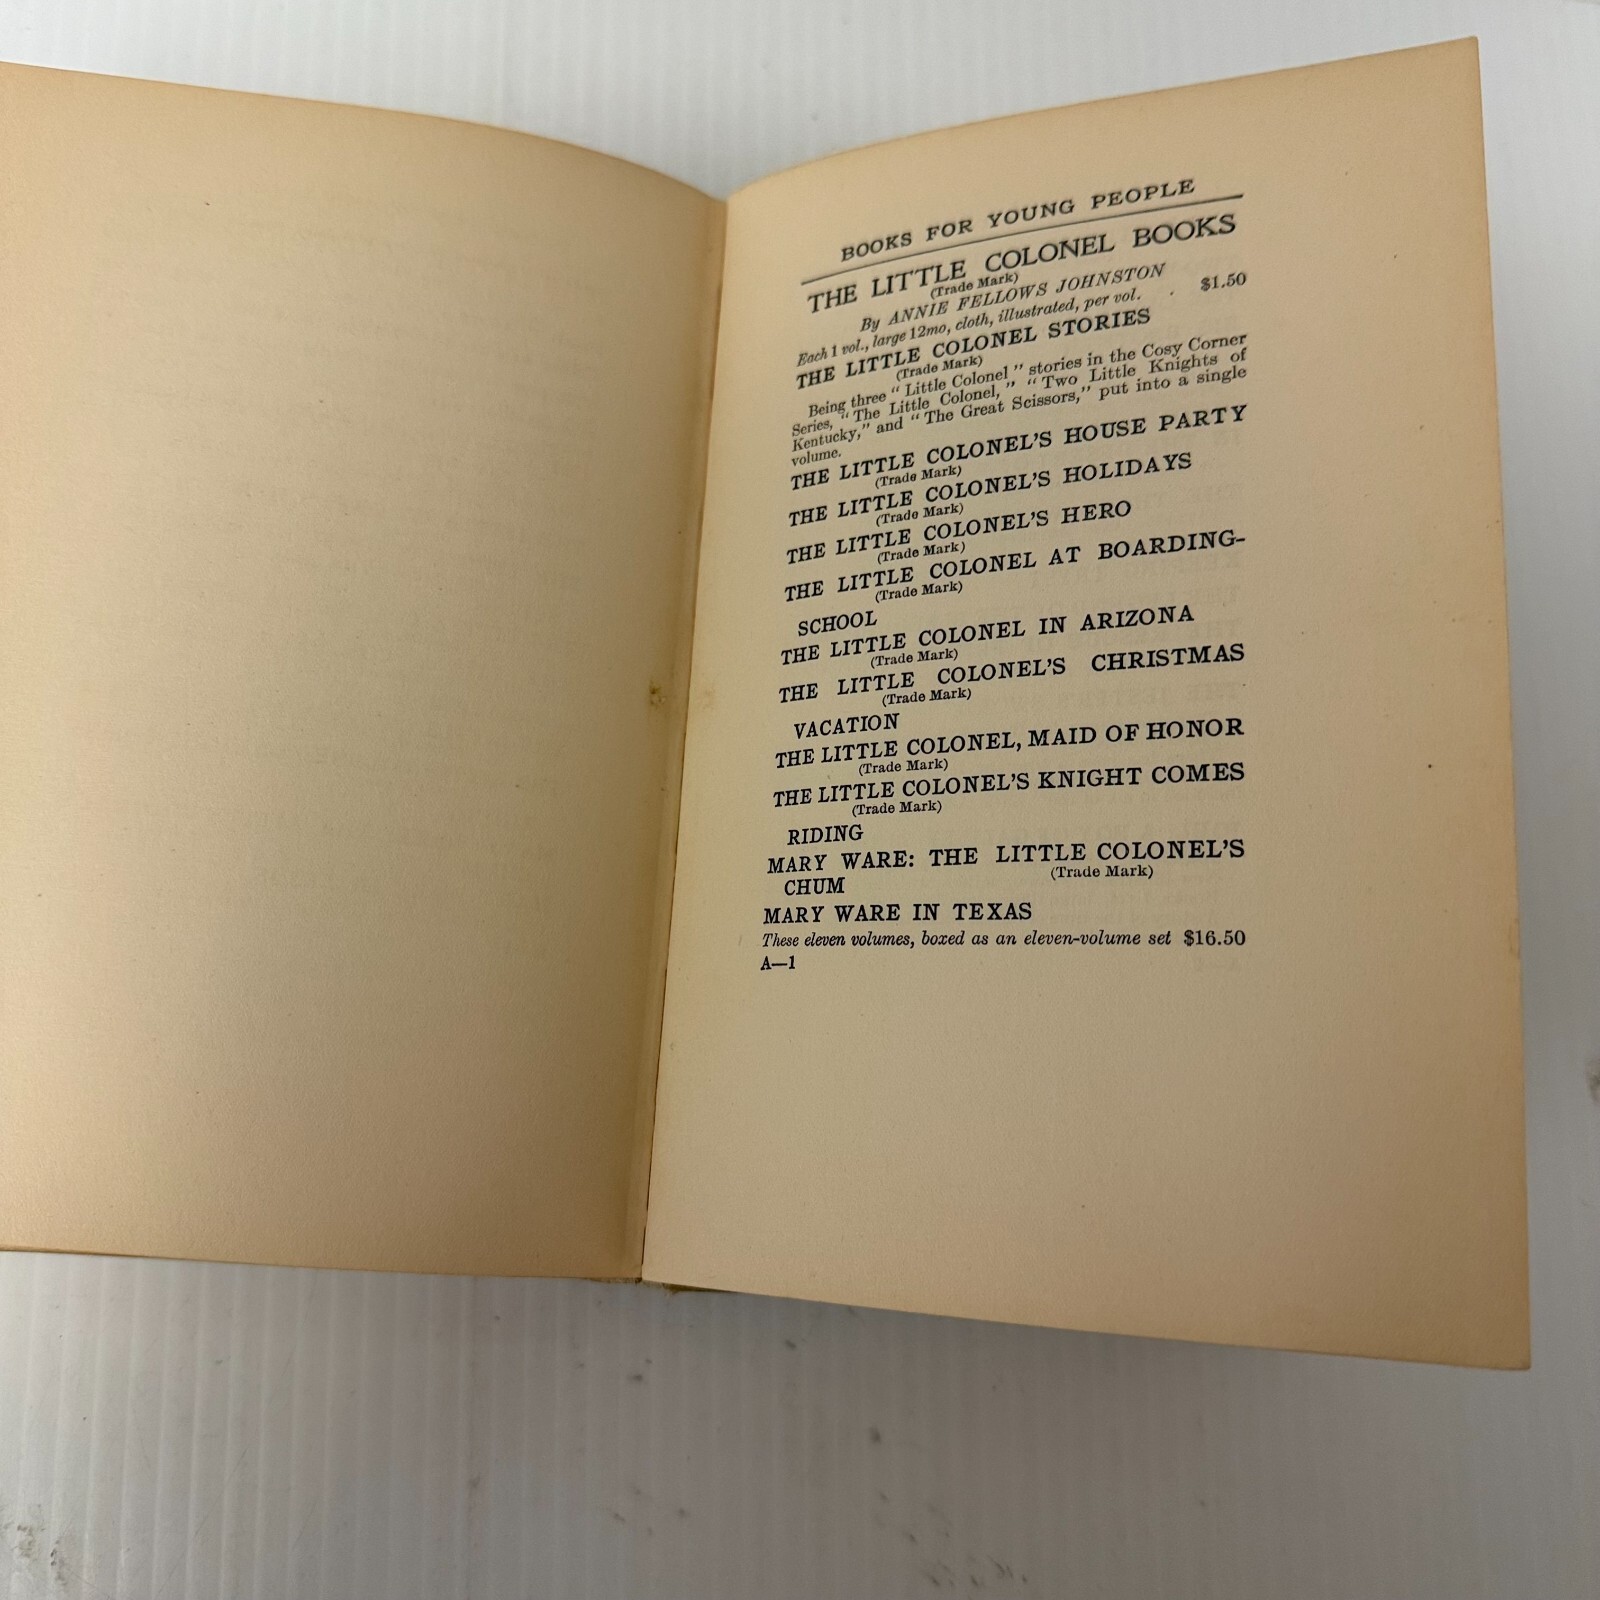 BOOKS FOR YOUNG PEOPLE
THE LITTLE COLONEL BOOKS
(Trade Mark)
By ANNIE FELLOWS JOHNSTON
Each 1 vol., large 12mo, cloth, illustrated, per vol. . $1.50
THE LITTLE COLONEL STORIES
(Trade Mark)
Being three "Little Colonel" stories in the Cosy Corner
Series, "The Little Colonel," "Two Little Knights of
Kentucky," and "The Great Scissors," put into a single
volume.
THE LITTLE COLONEL'S HOUSE PARTY
(Trade Mark)
THE LITTLE COLONEL'S HOLIDAYS
(Trade Mark)
THE LITTLE COLONEL'S HERO
(Trade Mark)
THE LITTLE COLONEL AT BOARDING-
(Trade Mark)
SCHOOL
THE LITTLE COLONEL IN ARIZONA
(Trade Mark)
THE LITTLE COLONEL'S CHRISTMAS
(Trade Mark)
VACATION
THE LITTLE COLONEL, MAID OF HONOR
(Trade Mark)
THE LITTLE COLONEL'S KNIGHT COMES
(Trade Mark)
RIDING
MARY WARE: THE LITTLE COLONEL'S
(Trade Mark)
CHUM
MARY WARE IN TEXAS
These eleven volumes, boxed as an eleven-volume set $16.50
A—1